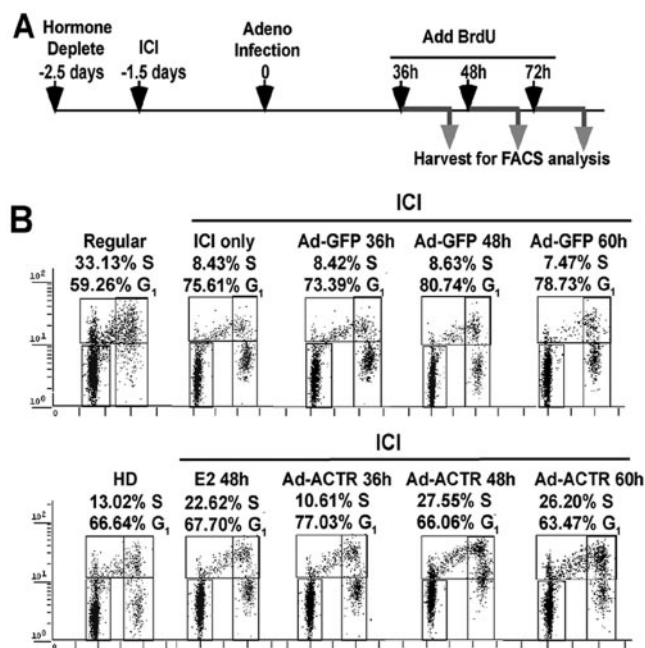 A
Hormone
Deplete
-2.5 days
ICI
-1.5 days
Adeno
Infection
0
Add BrdU
36h
48h
72h
Harvest for FACS analysis
B
ICI
Regular
33.13% S
59.26% G1
ICI only
8.43% S
75.61% G1
Ad-GFP 36h
8.42% S
73.39% G1
Ad-GFP 48h
8.63% S
80.74% G1
Ad-GFP 60h
7.47% S
78.73% G1
10²
10¹
10⁰
0
ICI
HD
13.02% S
66.64% G1
E2 48h
22.62% S
67.70% G1
Ad-ACTR 36h
10.61% S
77.03% G1
Ad-ACTR 48h
27.55% S
66.06% G1
Ad-ACTR 60h
26.20% S
63.47% G1
10²
10¹
10⁰
0